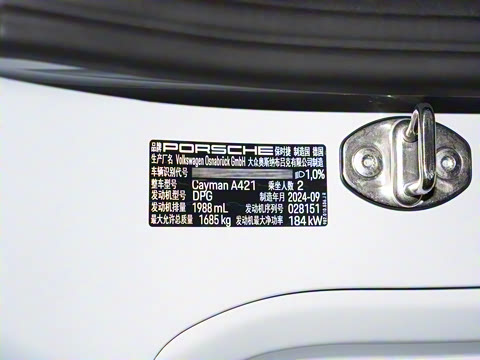 品牌 PORSCHE 保时捷 制造国 德国
生产厂名 Volkswagen Osnabrück GmbH 大众奥斯纳布吕克有限公司制造
车辆识别代号 1,0%
整车型号 Cayman A421 乘坐人数 2
发动机型号 DPG 制造年月 2024-09
发动机排量 1988 mL 发动机序列号 028151
最大允许总质量 1685 kg 发动机最大净功率 184 kW